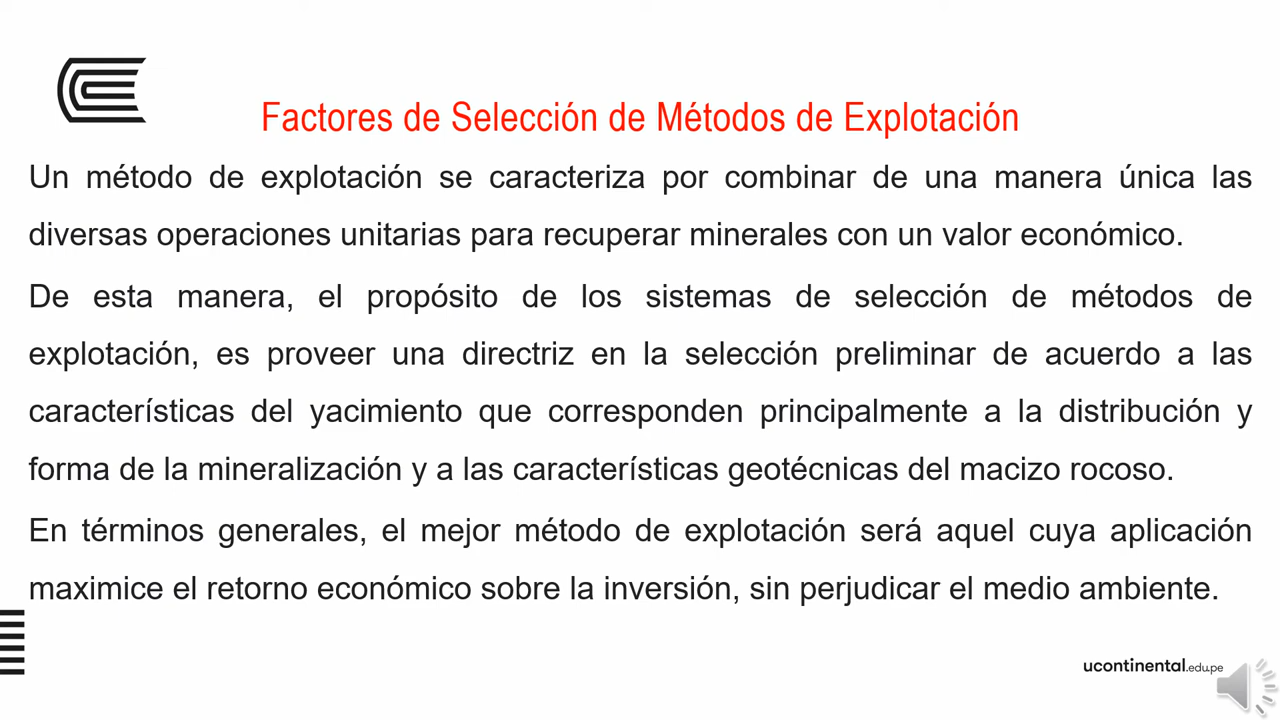 Factores de Selección de Métodos de Explotación
Un método de explotación se caracteriza por combinar de una manera única las
diversas operaciones unitarias para recuperar minerales con un valor económico.
De esta manera, el propósito de los sistemas de selección de métodos de
explotación, es proveer una directriz en la selección preliminar de acuerdo a las
características del yacimiento que corresponden principalmente a la distribución y
forma de la mineralización y a las características geotécnicas del macizo rocoso.
En términos generales, el mejor método de explotación será aquel cuya aplicación
maximice el retorno económico sobre la inversión, sin perjudicar el medio ambiente.
ucontinental.edu.pe